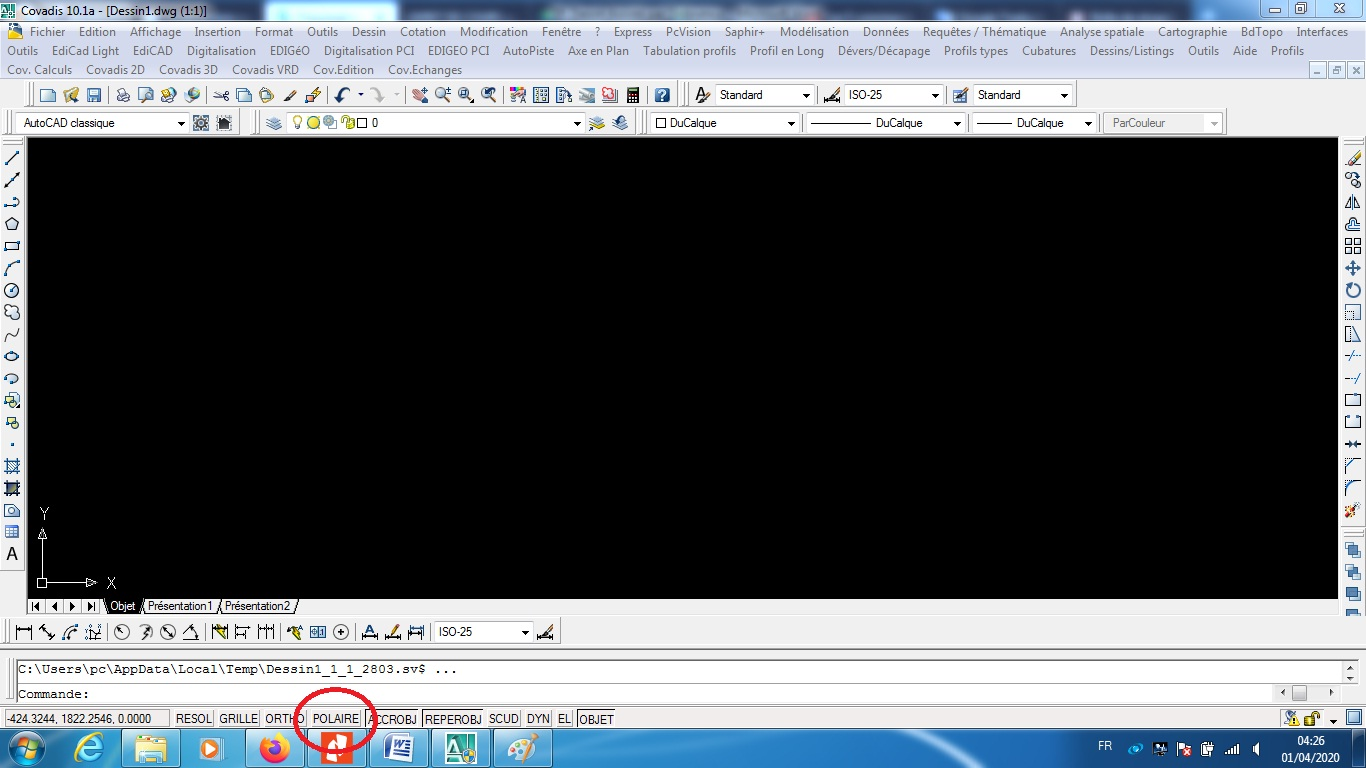 Covadis 10.1a - [Dessin1.dwg (1:1)]
Fichier Edition Affichage Insertion Format Outils Dessin Cotation Modification Fenêtre ? Express PcVision Saphir+ Modélisation Données Requêtes / Thématique Analyse spatiale Cartographie BdTopo Interfaces
Outils EdiCad Light EdiCAD Digitalisation EDIGéO Digitalisation PCI EDIGEO PCI AutoPiste Axe en Plan Tabulation profils Profil en Long Dévers/Décapage Profils types Cubatures Dessins/Listings Outils Aide Profils
Cov. Calculs Covadis 2D Covadis 3D Covadis VRD Cov.Edition Cov.Echanges
Standard ISO-25 Standard
AutoCAD classique 0 DuCalque DuCalque DuCalque ParCouleur
A
Y
X
Objet Présentation1 Présentation2
ISO-25
C:\Users\pc\AppData\Local\Temp\Dessin1_1_1_2803.sv$ ...
Commande:
-424.3244, 1822.2546, 0.0000 RESOL GRILLE ORTHO POLAIRE ACCROBJ REPEROBJ SCUD DYN EL OBJET
FR 04:26
01/04/2020